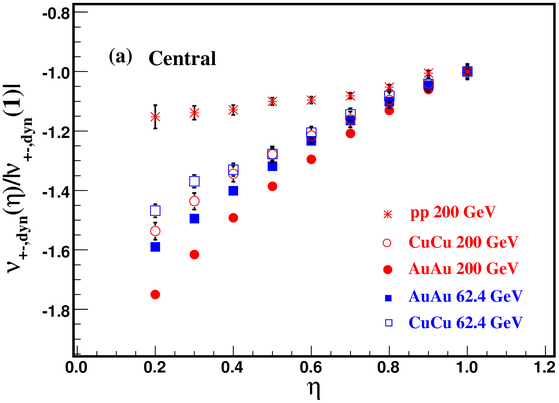 -0.8
(a) Central
-1.0
-1.2
-1.4
-1.6
-1.8
ν+-,dyn(η)/|ν+-,dyn(1)|
pp 200 GeV
CuCu 200 GeV
AuAu 200 GeV
AuAu 62.4 GeV
CuCu 62.4 GeV
0.0 0.2 0.4 0.6 0.8 1.0 1.2
η